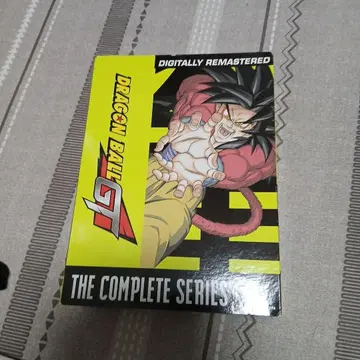 DIGITALLY REMASTERED
DRAGON BALL
GT
THE COMPLETE SERIES